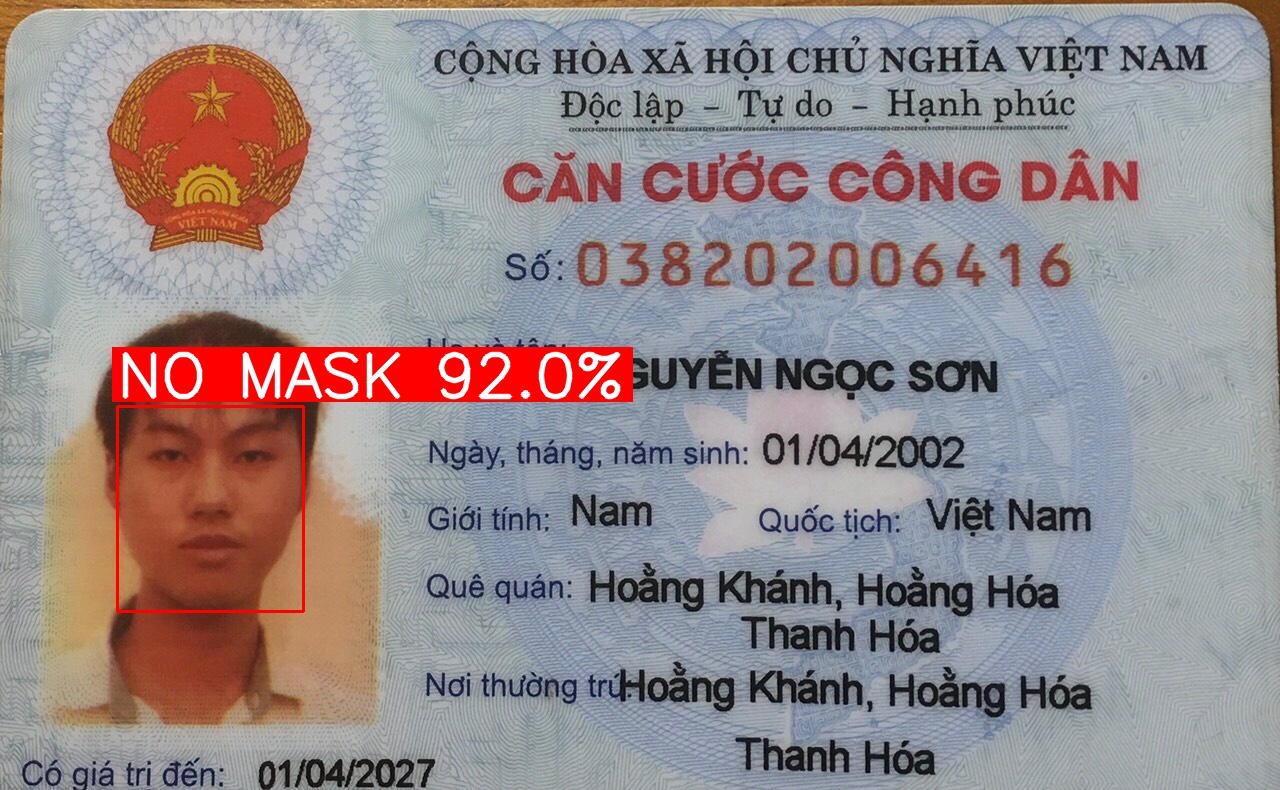 CỘNG HÒA XÃ HỘI CHỦ NGHĨA VIỆT NAM
Độc lập – Tự do – Hạnh phúc
CĂN CƯỚC CÔNG DÂN
Số: 038202006416
VIỆT NAM
NO MASK 92.0%
GUYỄN NGỌC SƠN
Ngày, tháng, năm sinh: 01/04/2002
Giới tính: Nam Quốc tịch: Việt Nam
Quê quán: Hoằng Khánh, Hoằng Hóa
Thanh Hóa
Nơi thường trú: Hoằng Khánh, Hoằng Hóa
Thanh Hóa
Có giá trị đến: 01/04/2027